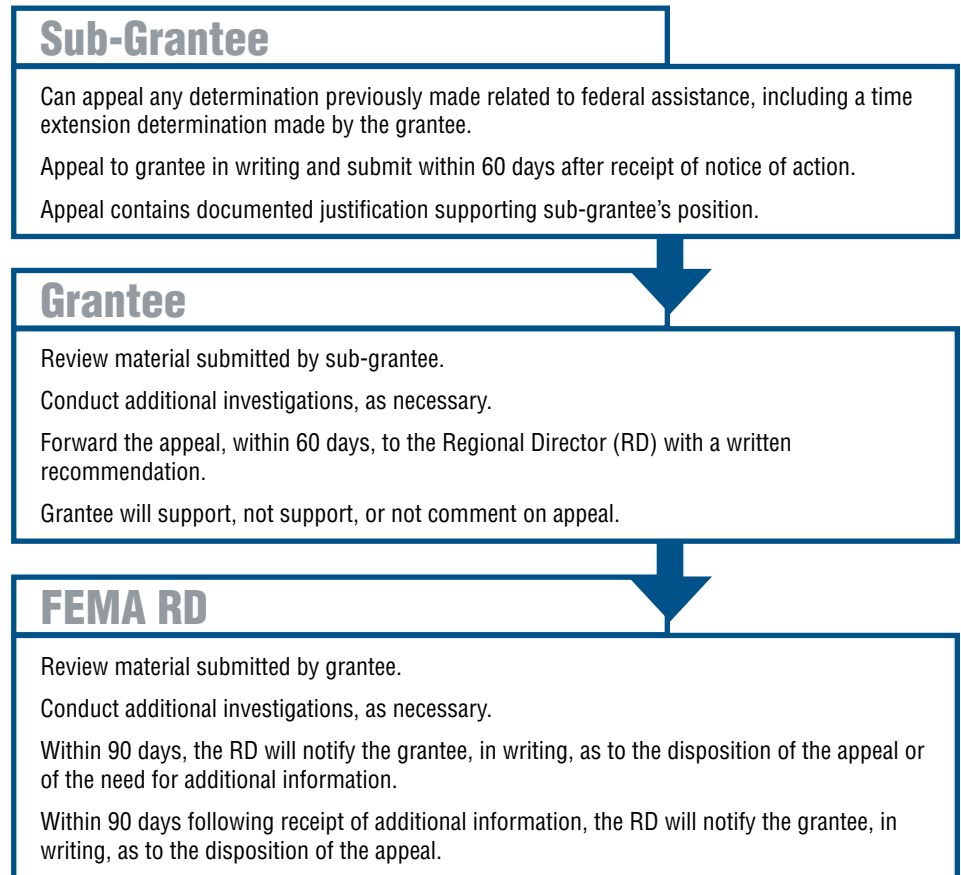 Sub-Grantee
Can appeal any determination previously made related to federal assistance, including a time
extension determination made by the grantee.
Appeal to grantee in writing and submit within 60 days after receipt of notice of action.
Appeal contains documented justification supporting sub-grantee’s position.
Grantee
Review material submitted by sub-grantee.
Conduct additional investigations, as necessary.
Forward the appeal, within 60 days, to the Regional Director (RD) with a written
recommendation.
Grantee will support, not support, or not comment on appeal.
FEMA RD
Review material submitted by grantee.
Conduct additional investigations, as necessary.
Within 90 days, the RD will notify the grantee, in writing, as to the disposition of the appeal or
of the need for additional information.
Within 90 days following receipt of additional information, the RD will notify the grantee, in
writing, as to the disposition of the appeal.